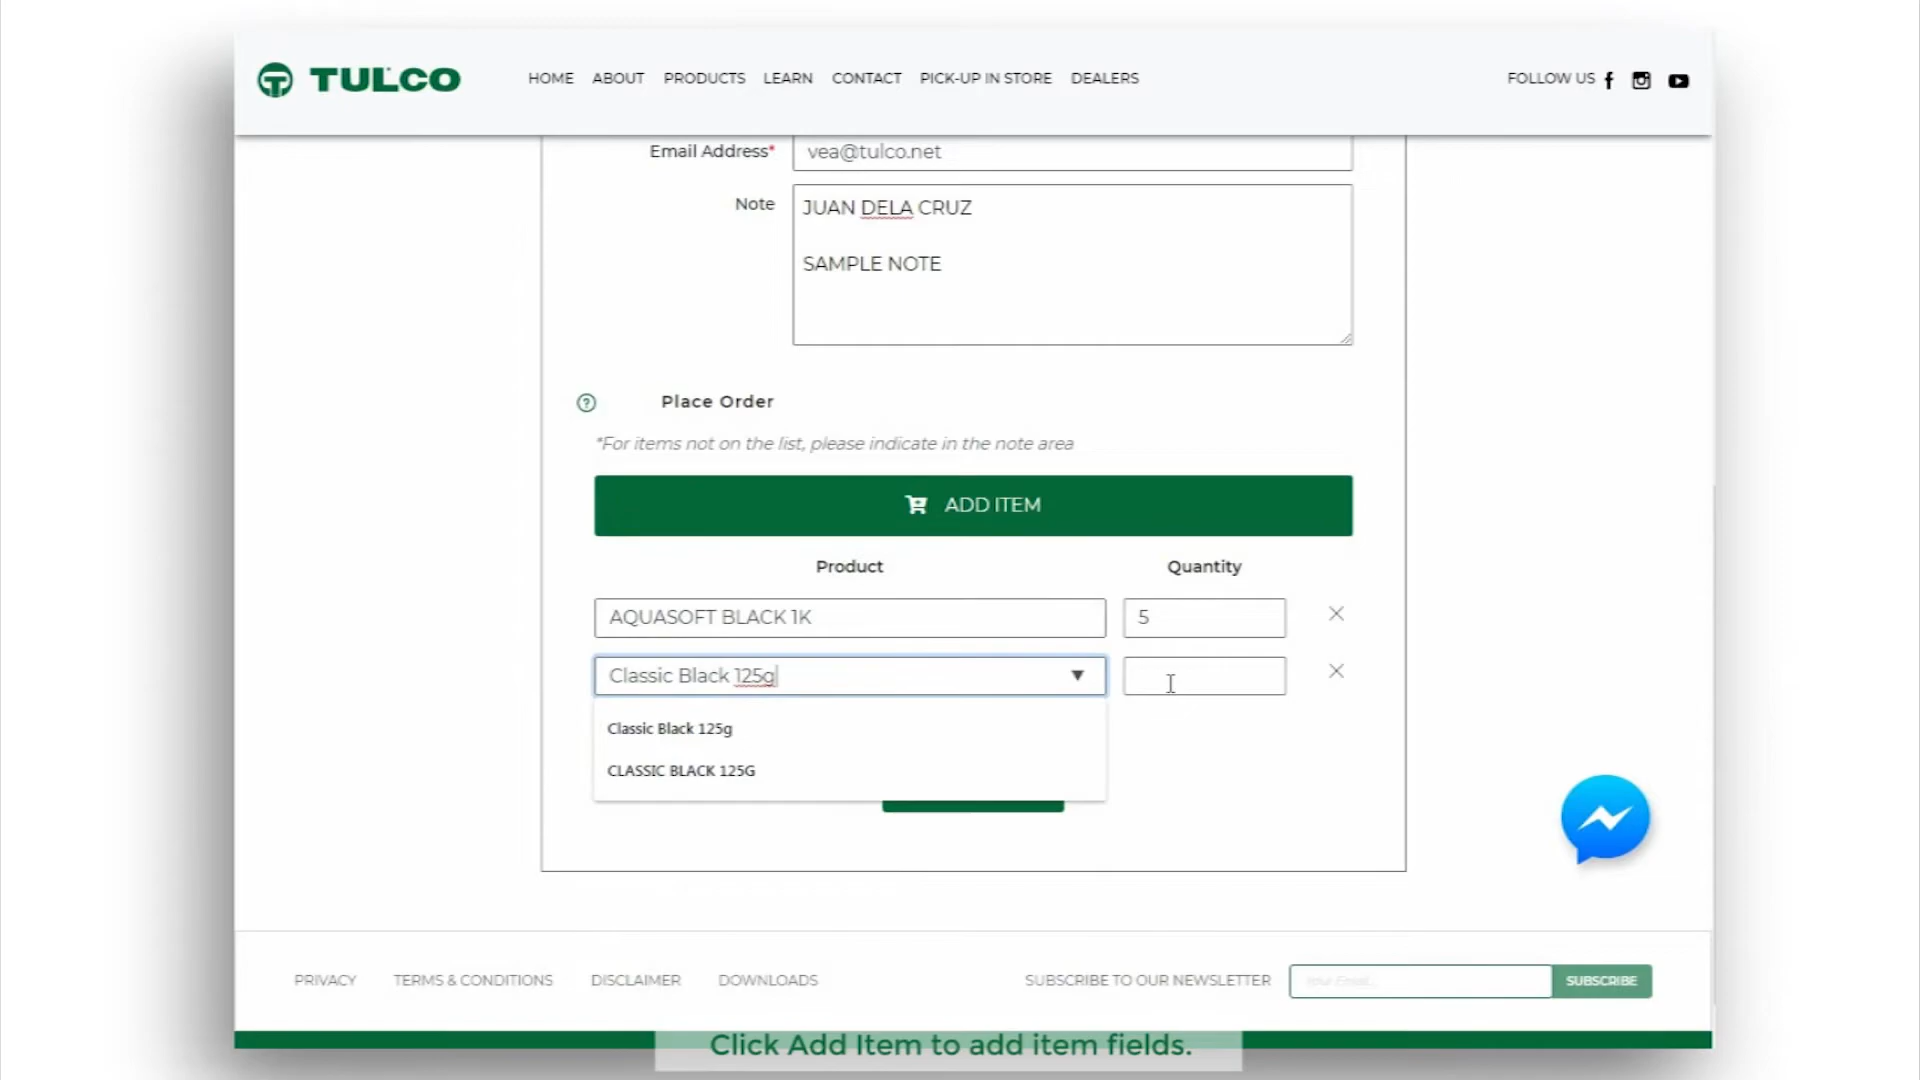 TULCO
HOME ABOUT PRODUCTS LEARN CONTACT PICK-UP IN STORE DEALERS
FOLLOW US
Email Address* vea@tulco.net
Note
JUAN DELA CRUZ
SAMPLE NOTE
Place Order
*For items not on the list, please indicate in the note area
ADD ITEM
Product Quantity
AQUASOFT BLACK 1K 5
Classic Black 125g
Classic Black 125g
CLASSIC BLACK 125G
PRIVACY TERMS & CONDITIONS DISCLAIMER DOWNLOADS SUBSCRIBE TO OUR NEWSLETTER Your Email... SUBSCRIBE
Click Add Item to add item fields.